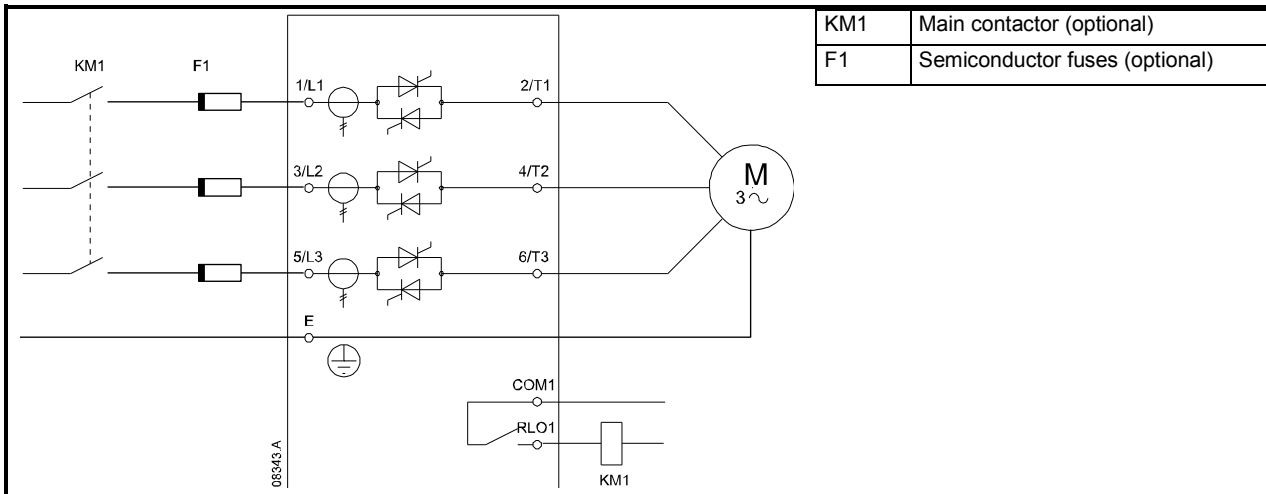 KM1 Main contactor (optional)
F1 Semiconductor fuses (optional)
KM1 F1
1/L1 2/T1
3/L2 4/T2
M
3
5/L3 6/T3
E
COM1
RLO1
KM1
08343.A